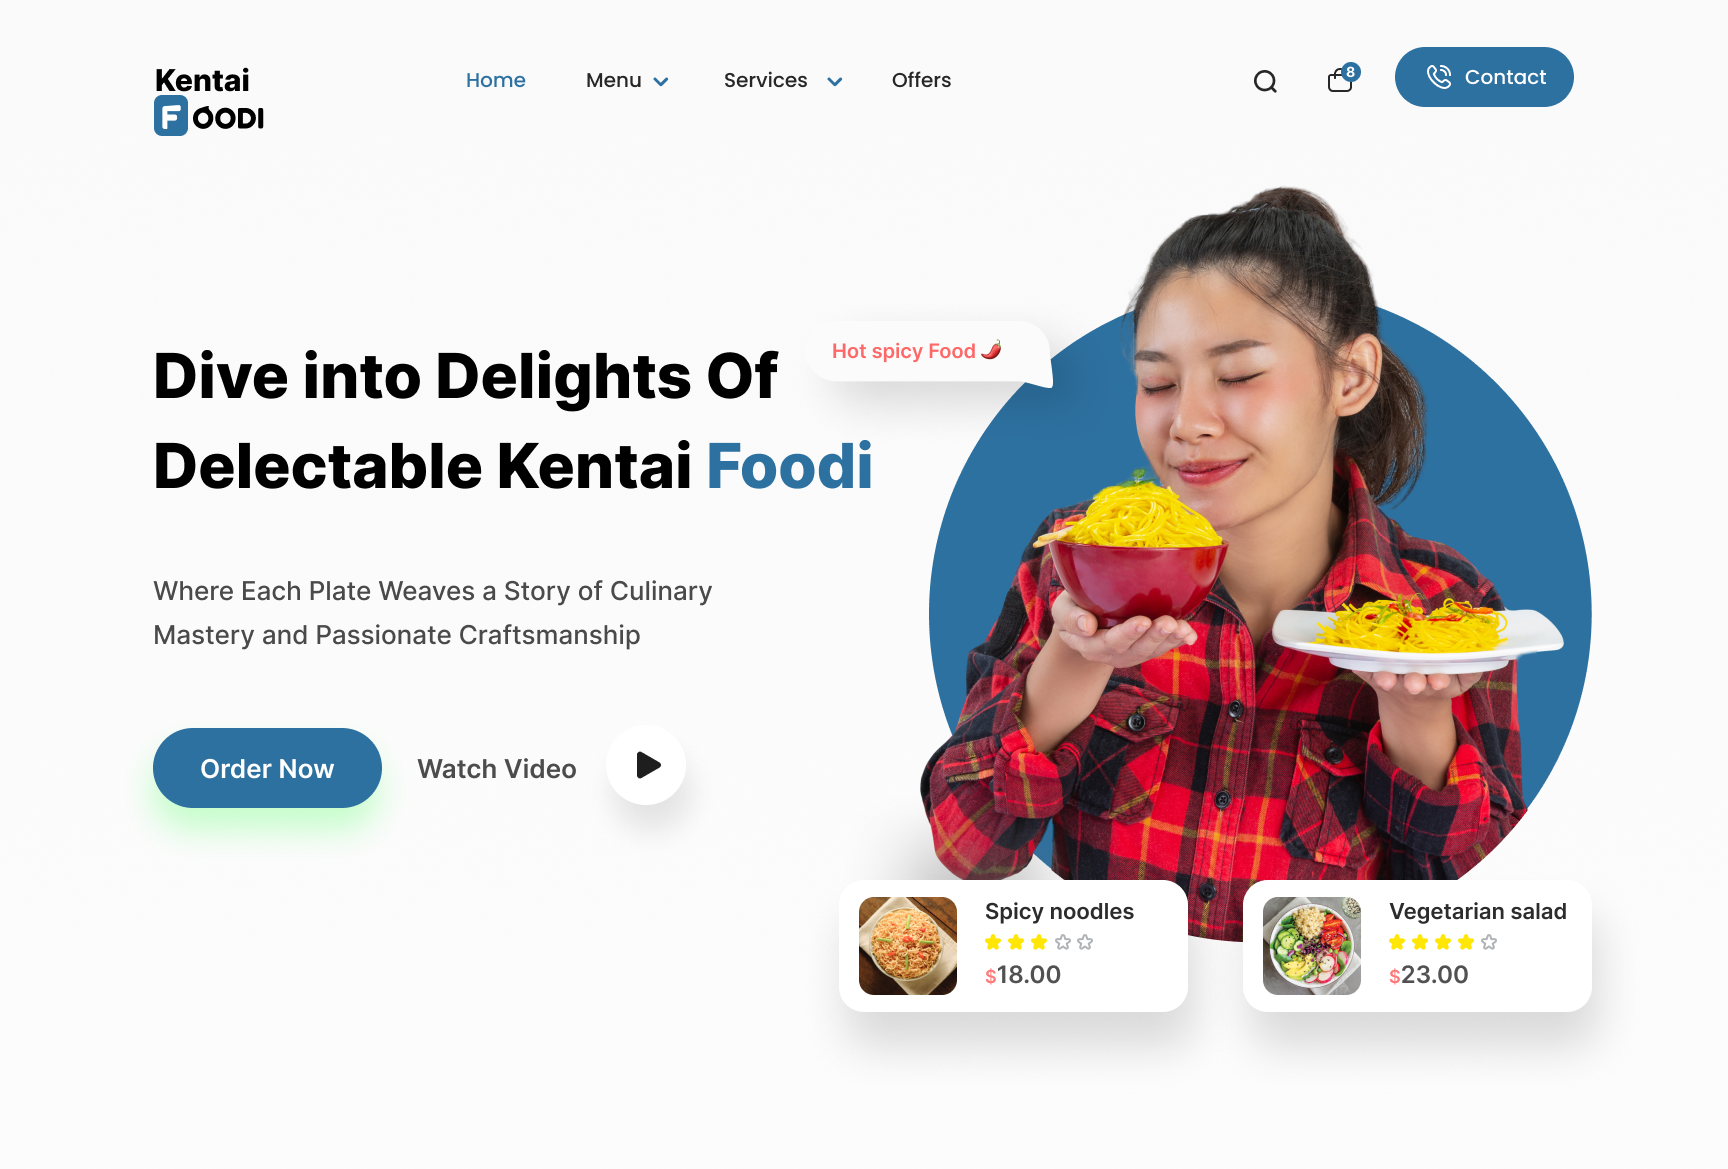 Kentai
FOODI
Home
Menu
Services
Offers
8
Contact
Dive into Delights Of
Delectable Kentai Foodi
Hot spicy Food 🌶️
Where Each Plate Weaves a Story of Culinary
Mastery and Passionate Craftsmanship
Order Now
Watch Video
Spicy noodles
$18.00
Vegetarian salad
$23.00